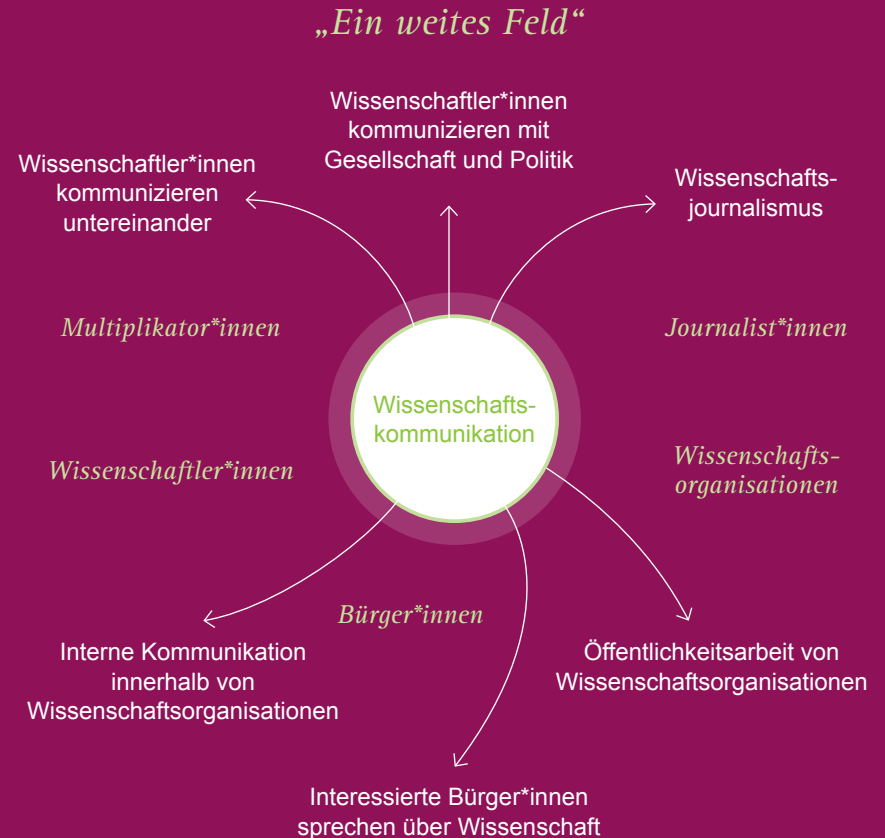 „Ein weites Feld“
Wissenschaftler*innen
kommunizieren mit
Gesellschaft und Politik
Wissenschaftler*innen
kommunizieren
untereinander
Wissenschafts-
journalismus
Multiplikator*innen
Journalist*innen
Wissenschafts-
kommunikation
Wissenschaftler*innen
Wissenschafts-
organisationen
Bürger*innen
Interne Kommunikation
innerhalb von
Wissenschaftsorganisationen
Öffentlichkeitsarbeit von
Wissenschaftsorganisationen
Interessierte Bürger*innen
sprechen über Wissenschaft